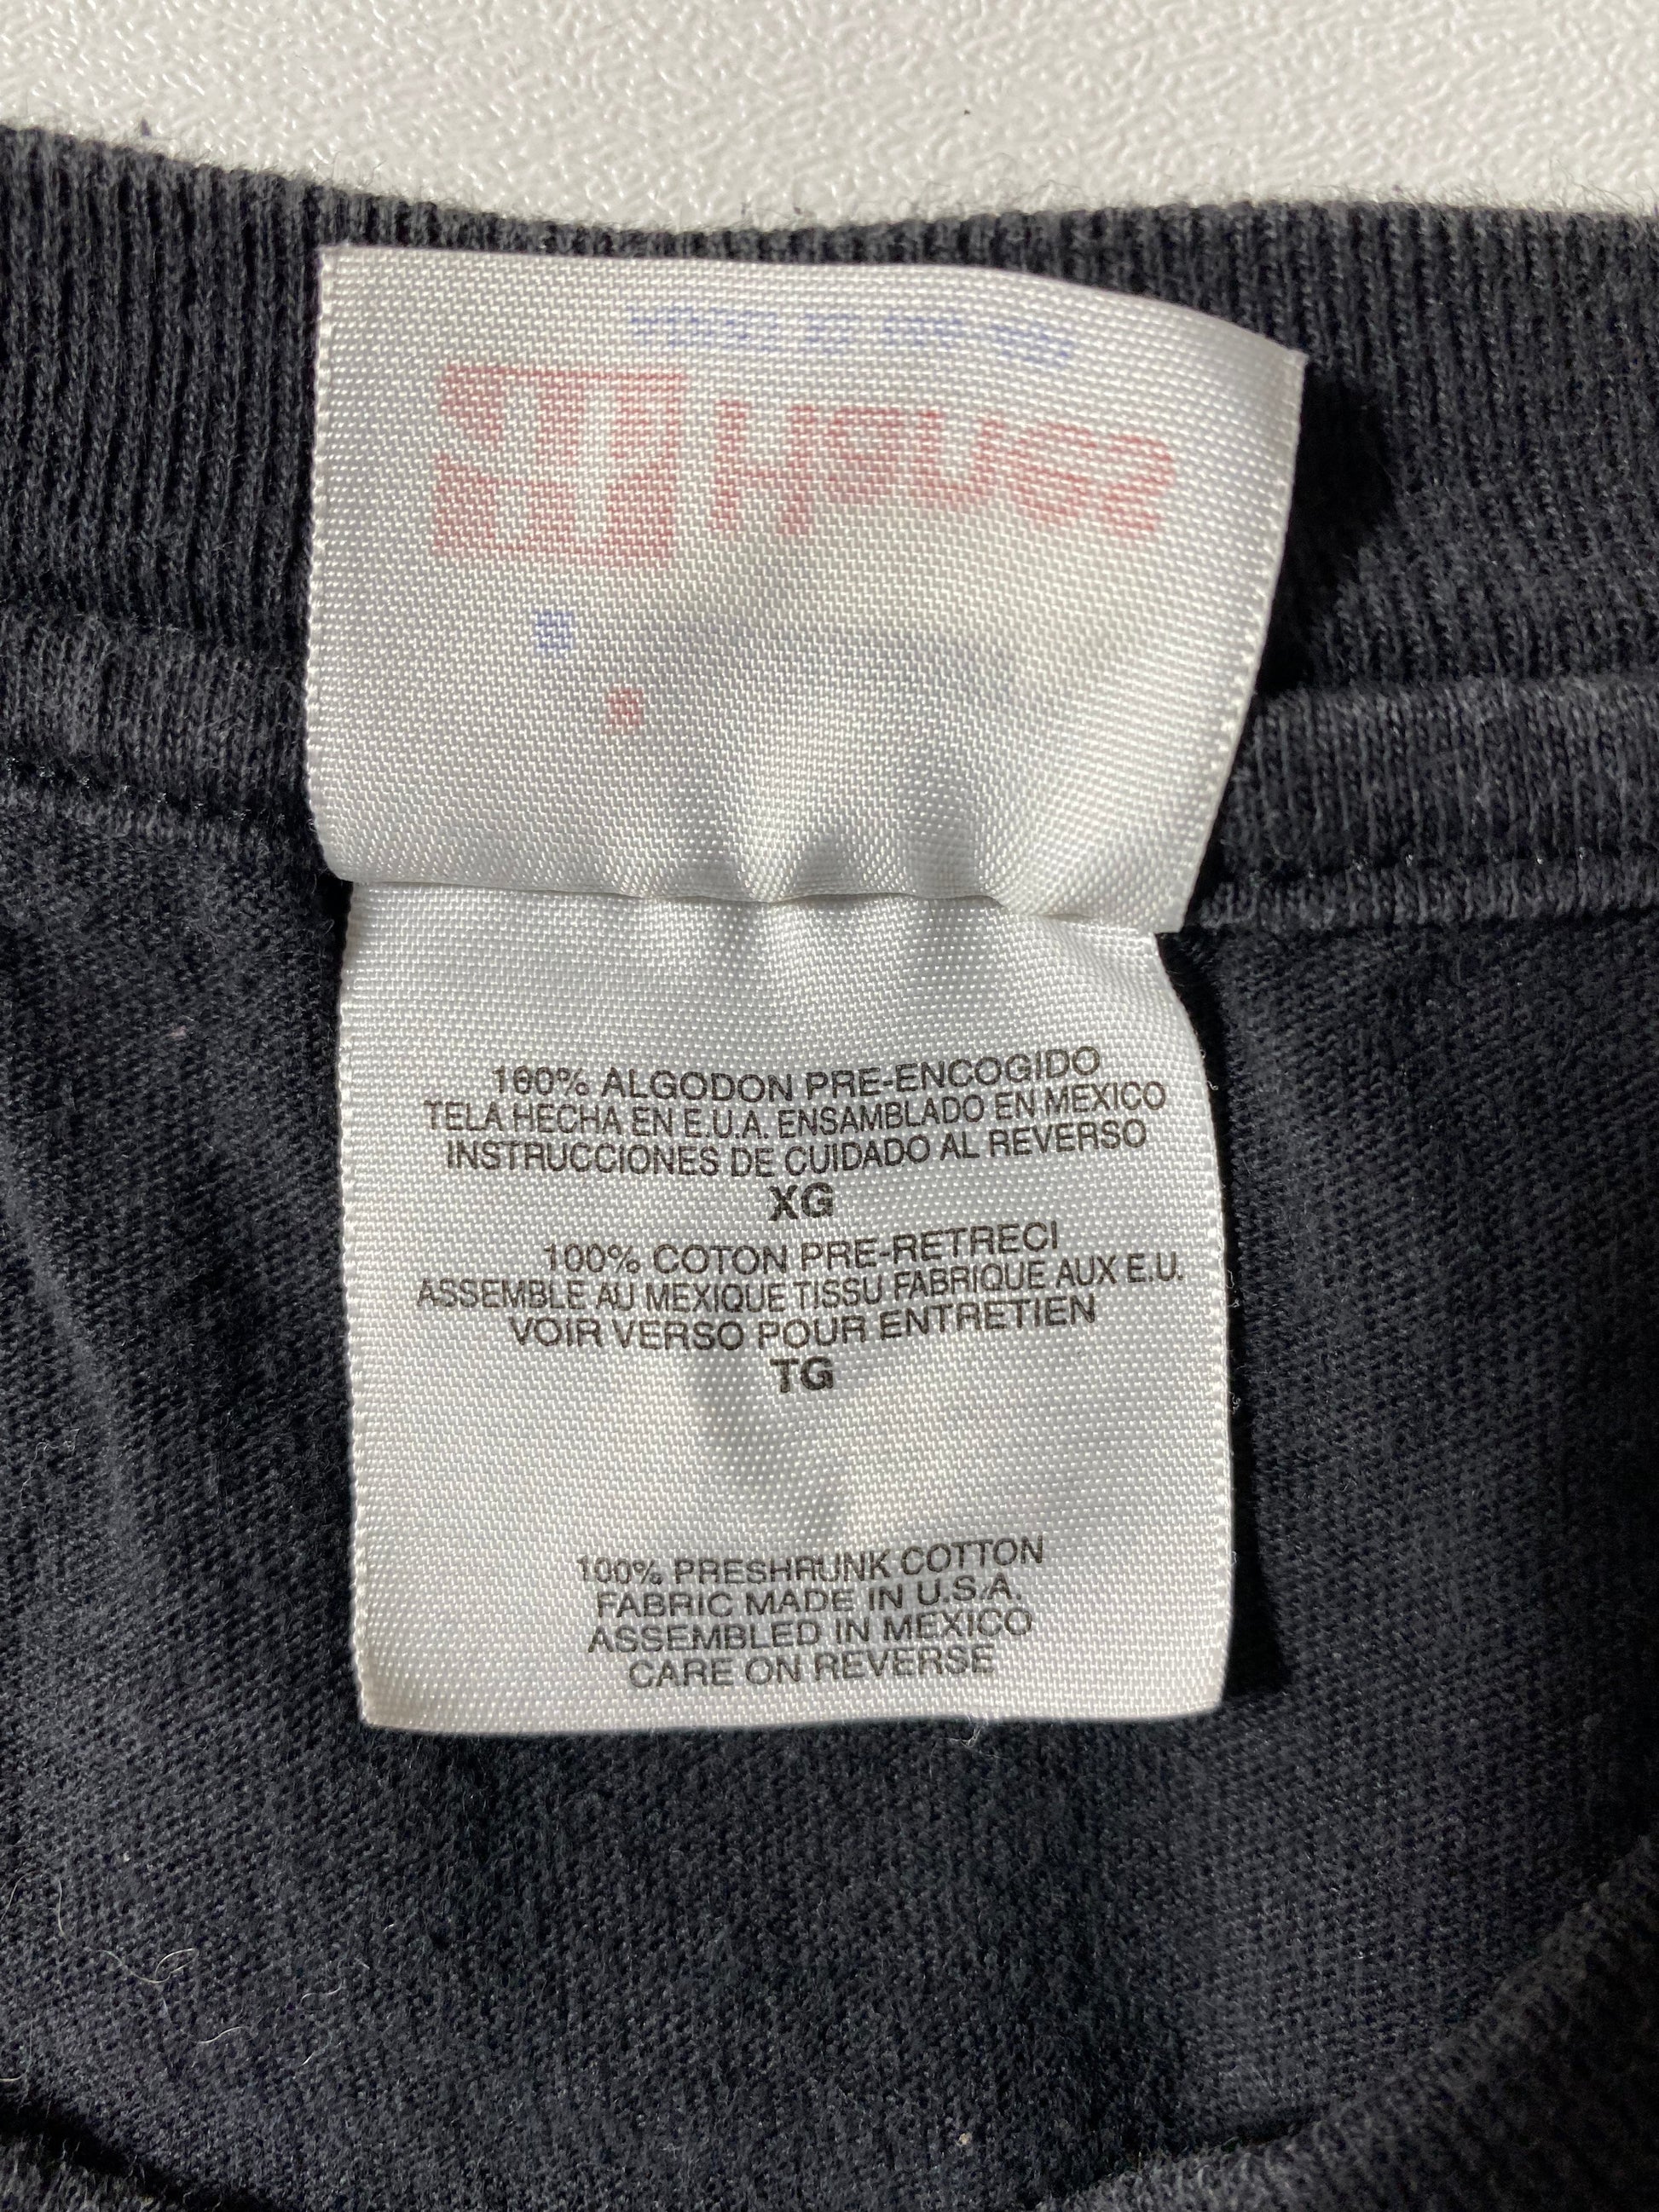 100% ALGODON PRE-ENCOGIDO
TELA HECHA EN E.U.A. ENSAMBLADO EN MEXICO
INSTRUCCIONES DE CUIDADO AL REVERSO
XG
100% COTON PRE-RETRECI
ASSEMBLE AU MEXIQUE TISSU FABRIQUE AUX E.U.
VOIR VERSO POUR ENTRETIEN
TG
100% PRESHRUNK COTTON
FABRIC MADE IN U.S.A.
ASSEMBLED IN MEXICO
CARE ON REVERSE